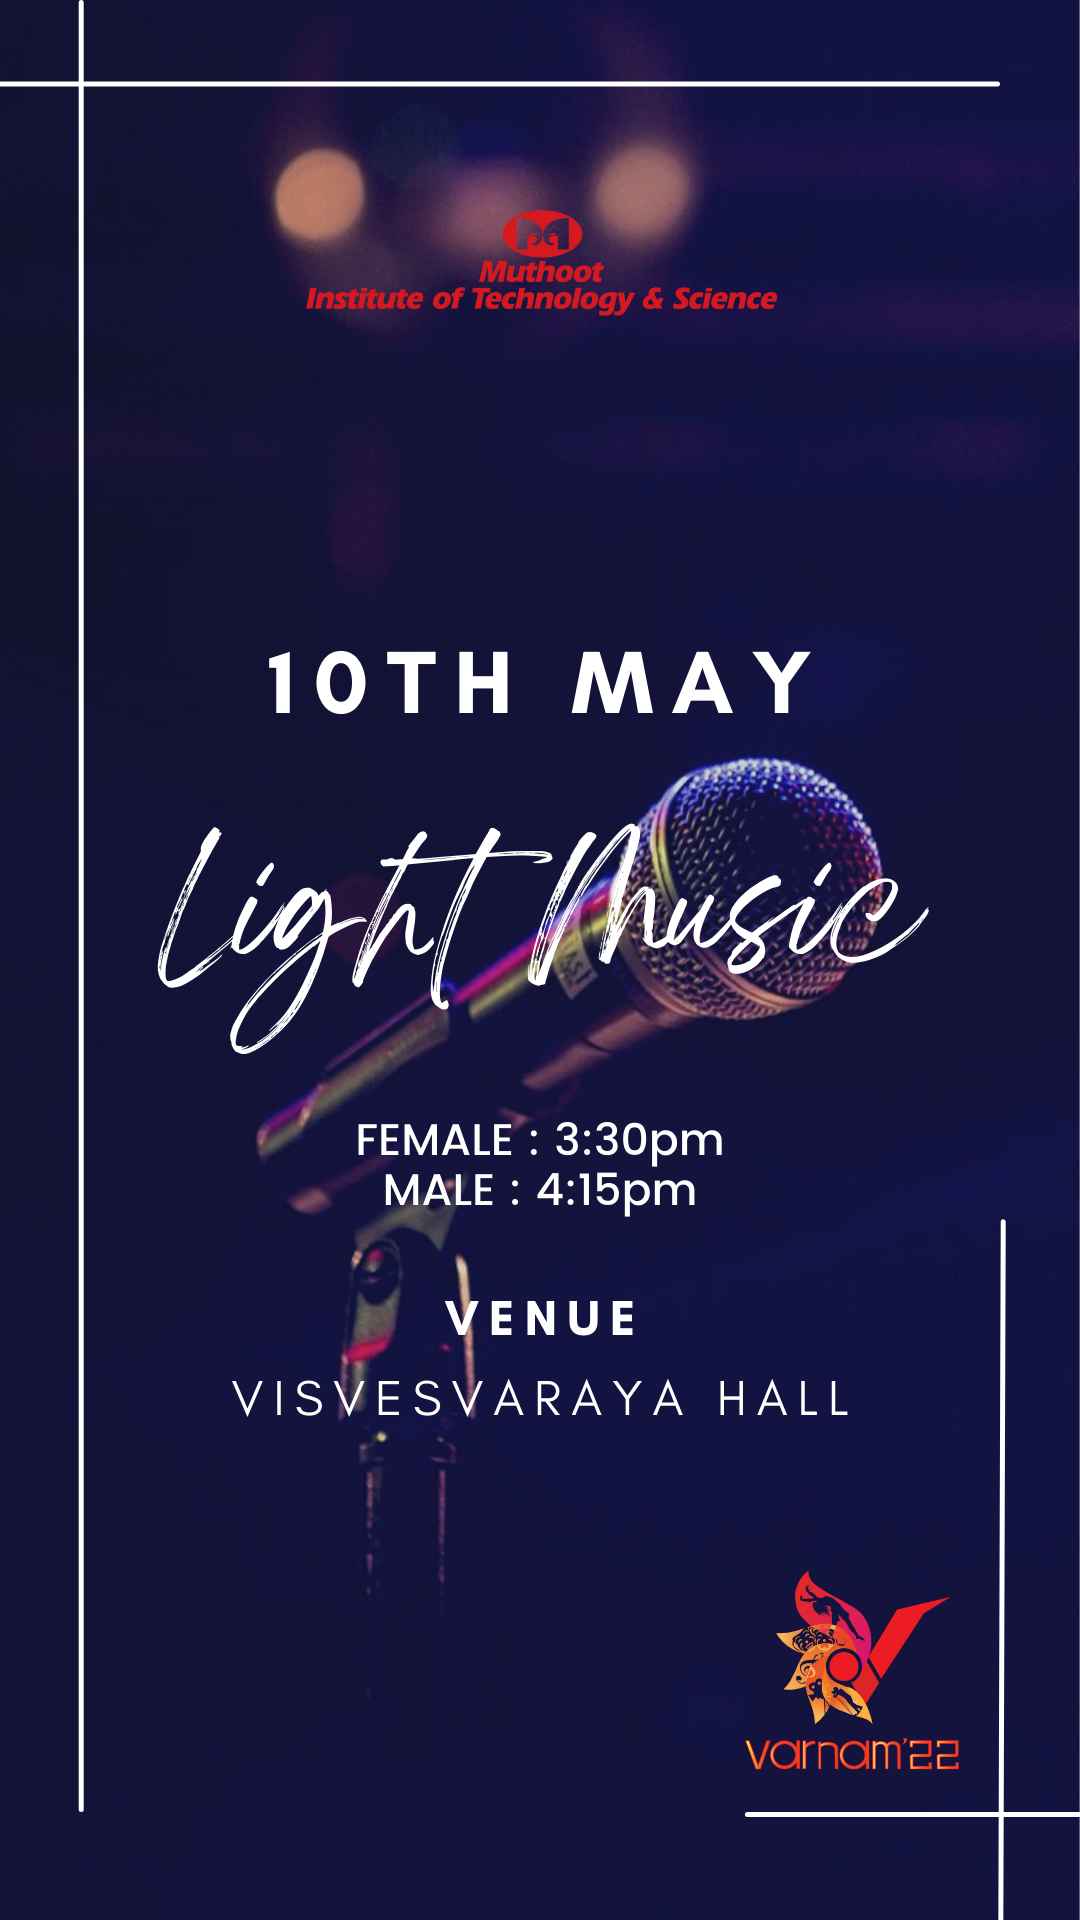 Muthoot
Institute of Technology & Science
10TH MAY
Light Music
FEMALE : 3:30pm
MALE : 4:15pm
VENUE
VISVESVARAYA HALL
varnam'22